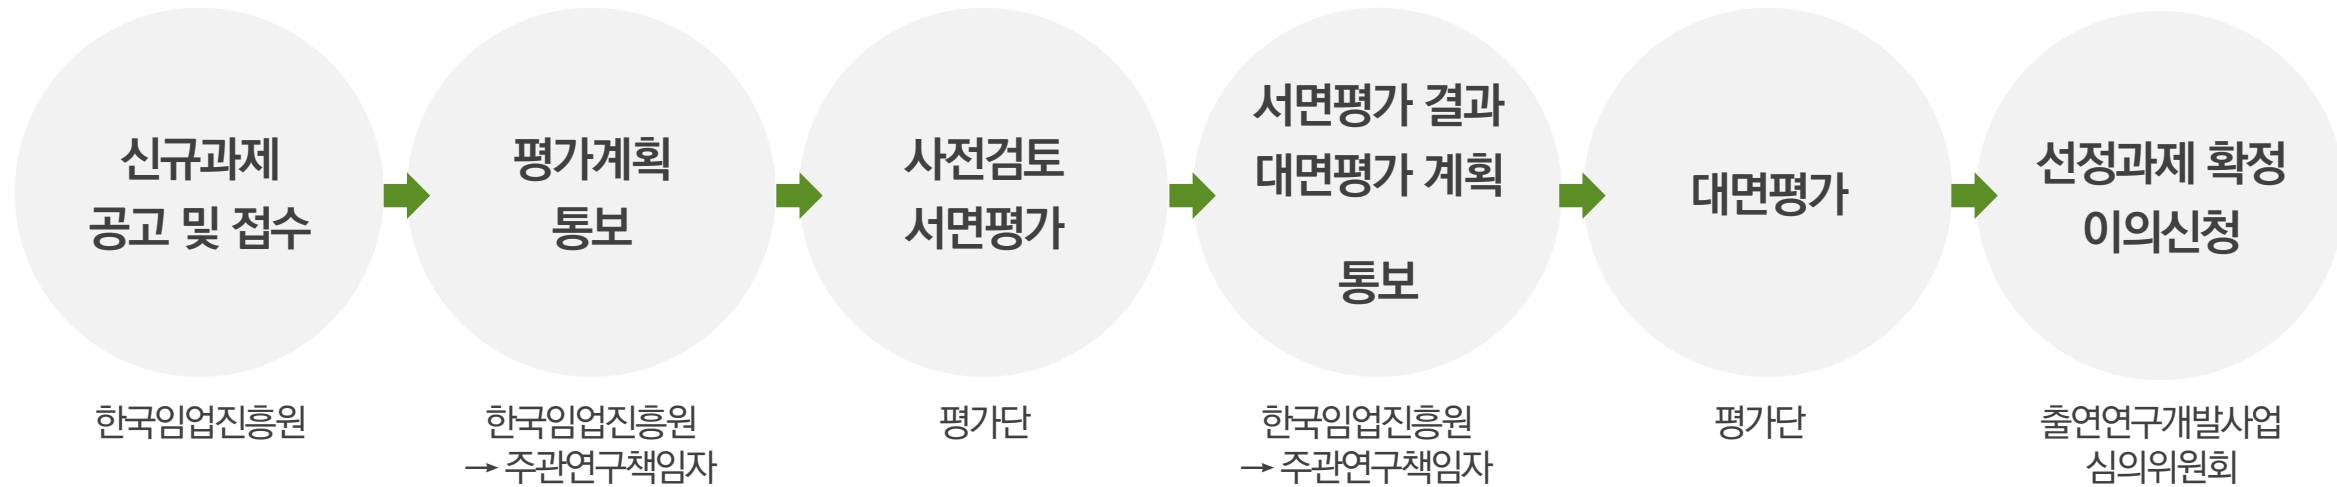 신규과제
공고 및 접수
한국임업진흥원
평가계획
통보
한국임업진흥원
→ 주관연구책임자
사전검토
서면평가
평가단
서면평가 결과
대면평가 계획
통보
한국임업진흥원
→ 주관연구책임자
대면평가
평가단
선정과제 확정
이의신청
출연연구개발사업
심의위원회